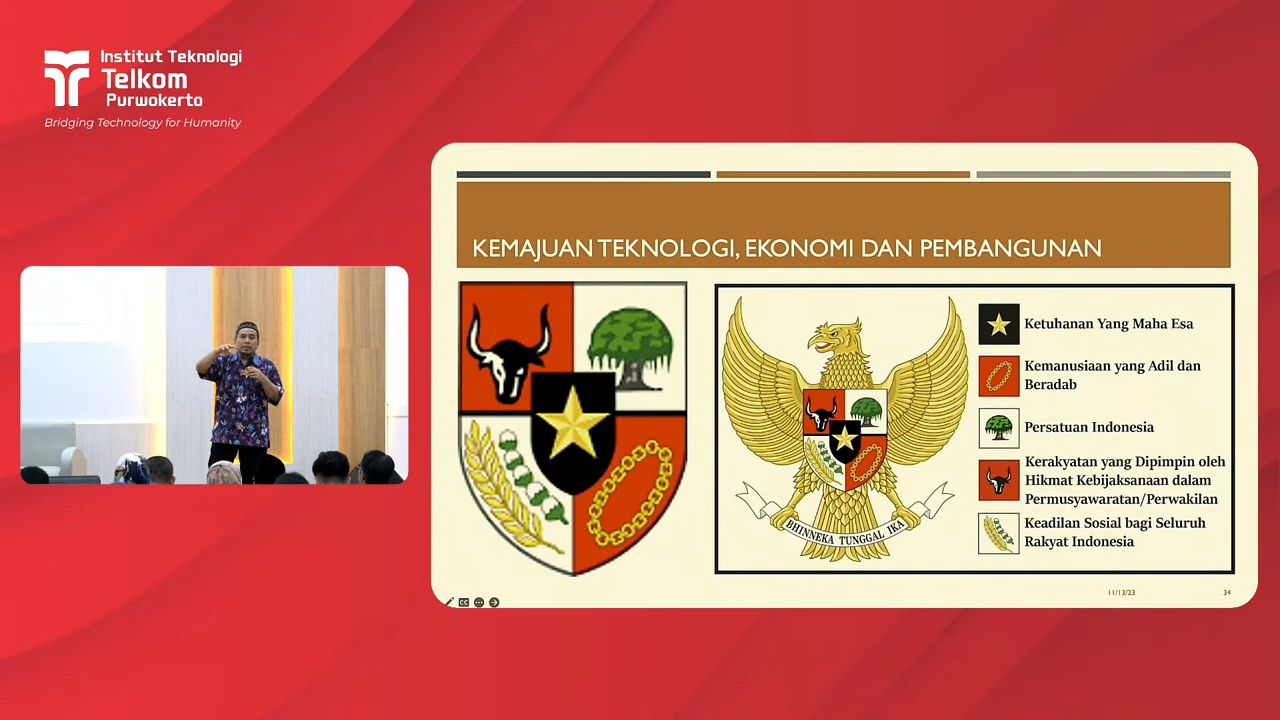 Institut Teknologi
Telkom
Purwokerto
Bridging Technology for Humanity
KEMAJUAN TEKNOLOGI, EKONOMI DAN PEMBANGUNAN
BHINNEKA TUNGGAL IKA
Ketuhanan Yang Maha Esa
Kemanusiaan yang Adil dan
Beradab
Persatuan Indonesia
Kerakyatan yang Dipimpin oleh
Hikmat Kebijaksanaan dalam
Permusyawaratan/Perwakilan
Keadilan Sosial bagi Seluruh
Rakyat Indonesia
11/13/23
34